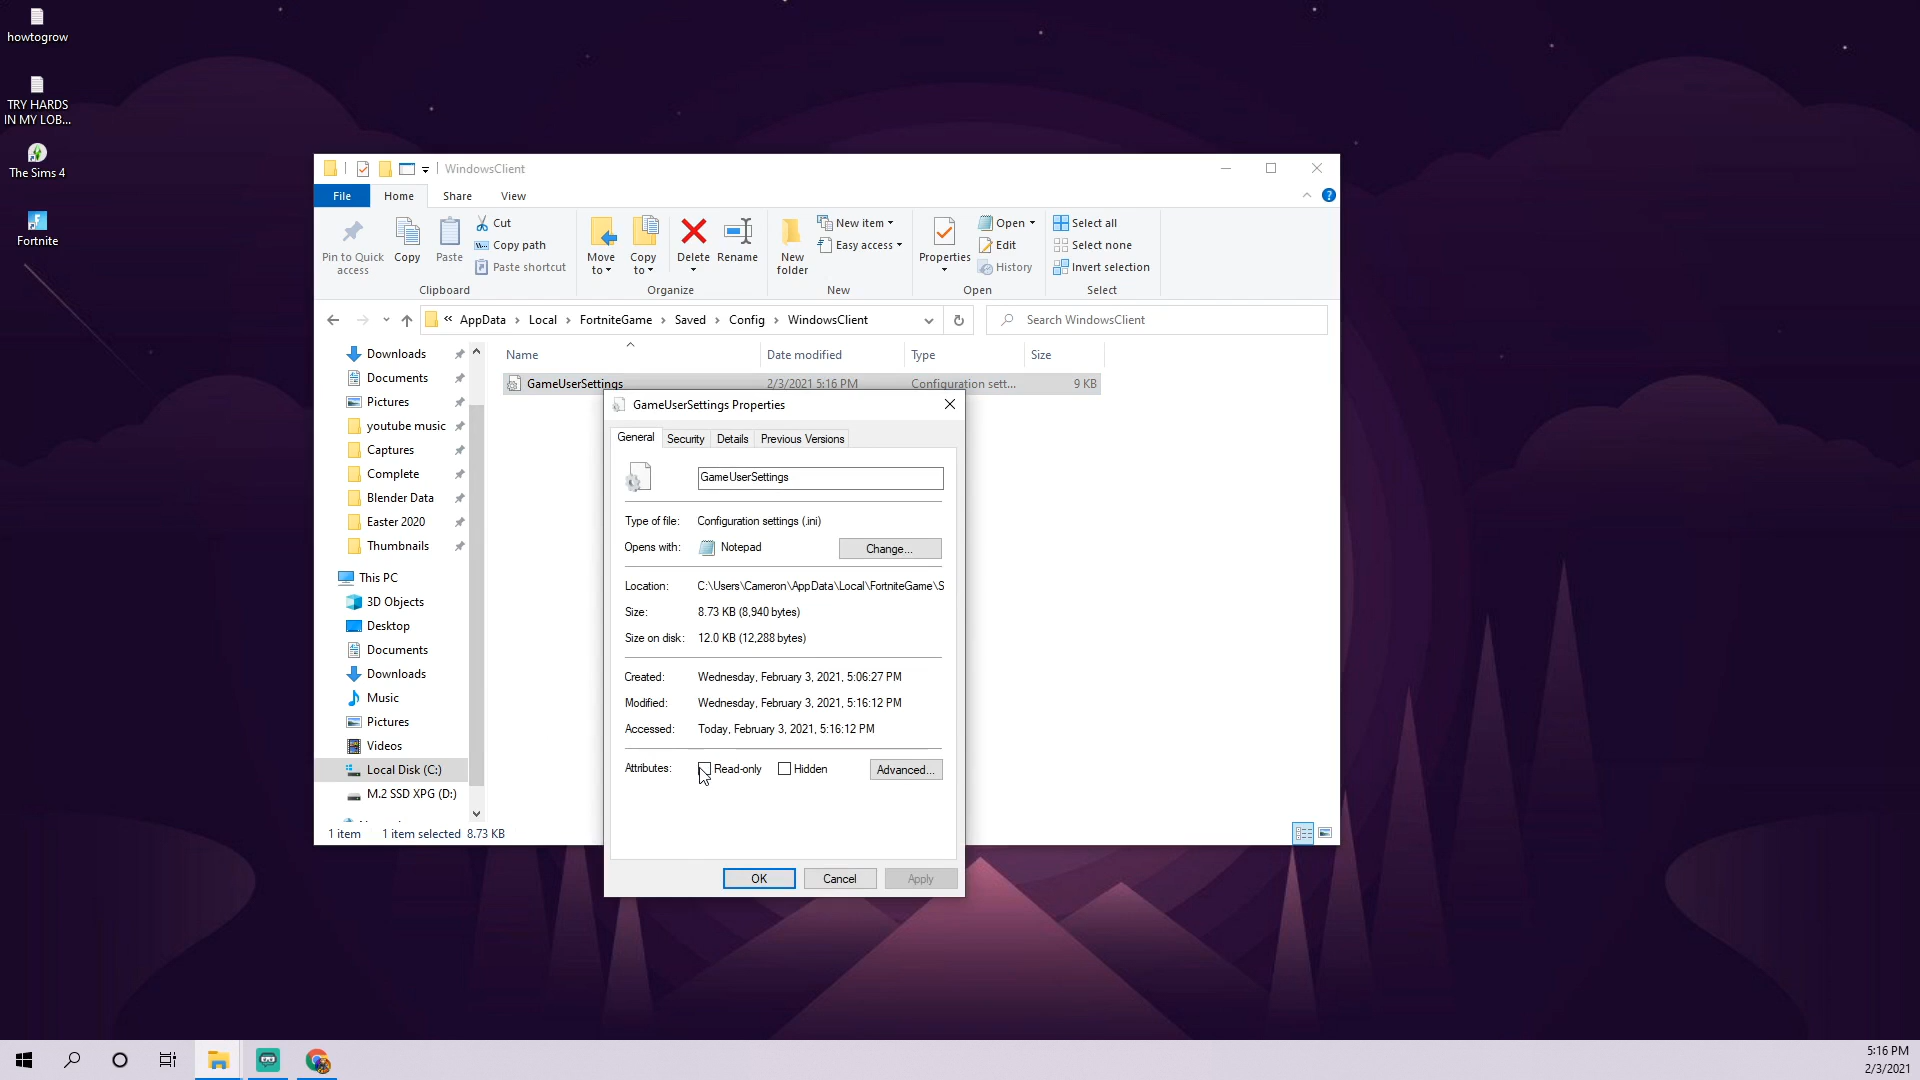 howtogrow
TRY HARDS
IN MY LOB...
The Sims 4
Fortnite
WindowsClient
File
Home
Share
View
Pin to Quick
access
Copy
Paste
Cut
Copy path
Paste shortcut
Clipboard
Move
to
Copy
to
Delete
Rename
Organize
New
folder
New item
Easy access
New
Properties
Open
Edit
History
Open
Select all
Select none
Invert selection
Select
« AppData › Local › FortniteGame › Saved › Config › WindowsClient
Search WindowsClient
Name
Date modified
Type
Size
GameUserSettings
2/3/2021 5:16 PM
Configuration sett...
9 KB
Downloads
Documents
Pictures
youtube music
Captures
Complete
Blender Data
Easter 2020
Thumbnails
This PC
3D Objects
Desktop
Documents
Downloads
Music
Pictures
Videos
Local Disk (C:)
M.2 SSD XPG (D:)
1 item
1 item selected 8.73 KB
GameUserSettings Properties
General
Security
Details
Previous Versions
GameUserSettings
Type of file: Configuration settings (.ini)
Opens with: Notepad
Change...
Location: C:\Users\Cameron\AppData\Local\FortniteGame\S
Size: 8.73 KB (8,940 bytes)
Size on disk: 12.0 KB (12,288 bytes)
Created: Wednesday, February 3, 2021, 5:06:27 PM
Modified: Wednesday, February 3, 2021, 5:16:12 PM
Accessed: Today, February 3, 2021, 5:16:12 PM
Attributes: Read-only Hidden
Advanced...
OK
Cancel
Apply
5:16 PM
2/3/2021